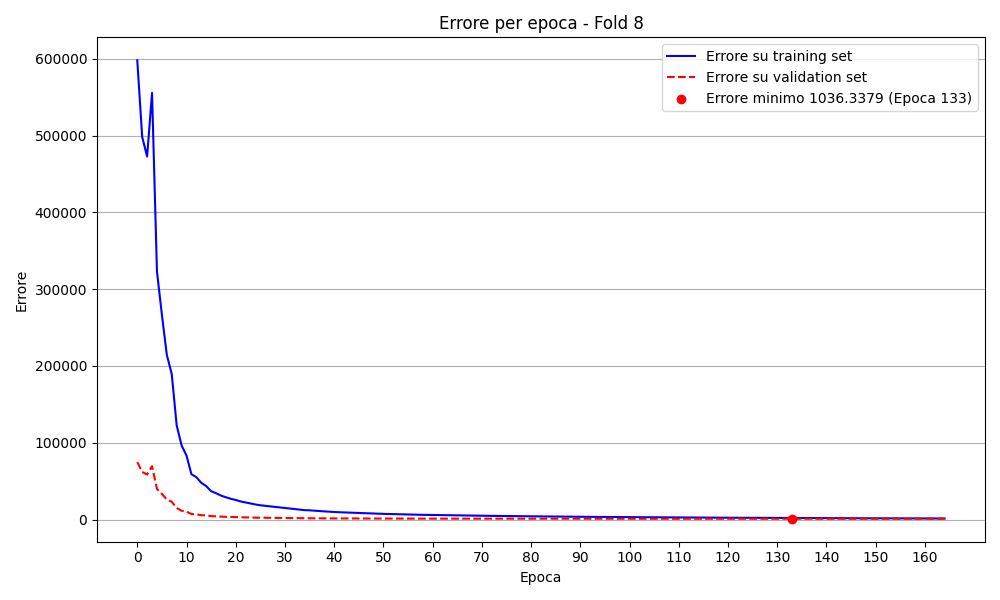 Errore per epoca - Fold 8
Errore su training set
Errore su validation set
Errore minimo 1036.3379 (Epoca 133)
600000
500000
400000
300000
200000
100000
0
Errore
0 10 20 30 40 50 60 70 80 90 100 110 120 130 140 150 160
Epoca